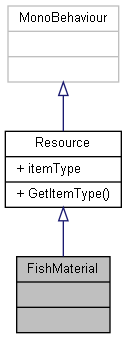 MonoBehaviour
Resource
+ itemType
+ GetItemType()
FishMaterial